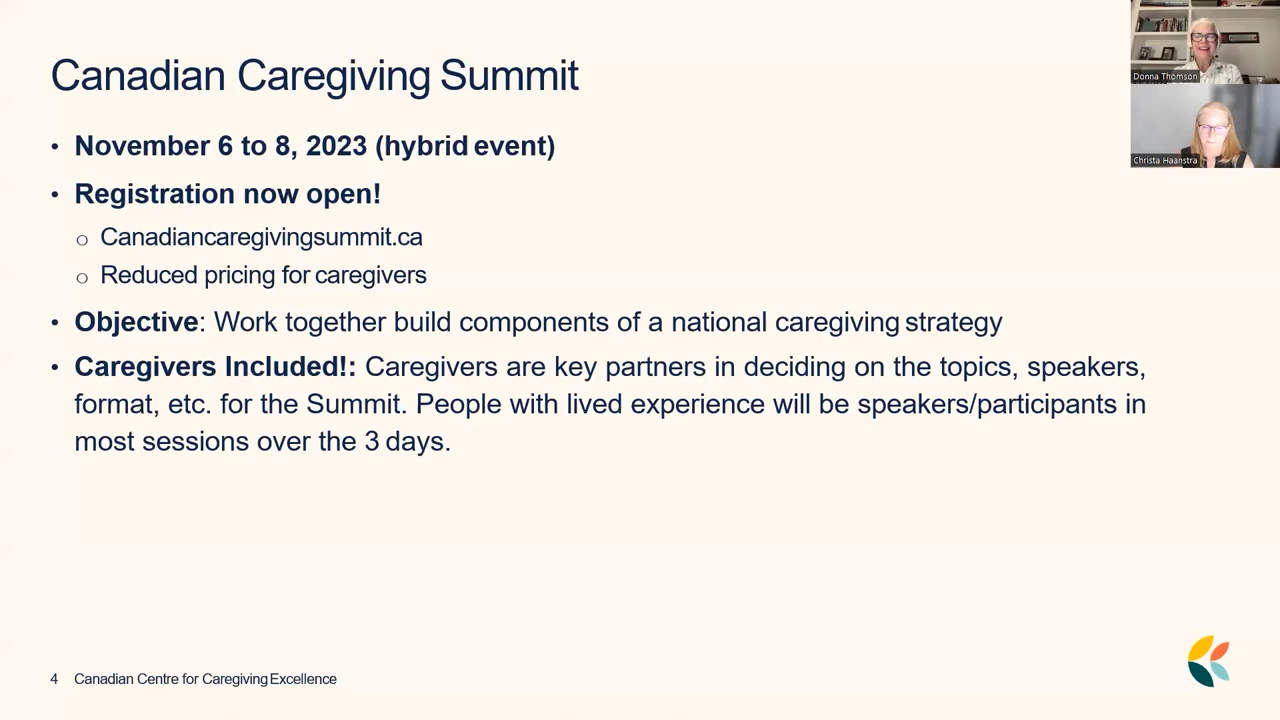 Canadian Caregiving Summit
• November 6 to 8, 2023 (hybrid event)
• Registration now open!
o Canadiancaregivingsummit.ca
o Reduced pricing for caregivers
• Objective: Work together build components of a national caregiving strategy
• Caregivers Included!: Caregivers are key partners in deciding on the topics, speakers,
format, etc. for the Summit. People with lived experience will be speakers/participants in
most sessions over the 3 days.
4 Canadian Centre for Caregiving Excellence
Donna Thomson
Christa Haanstra